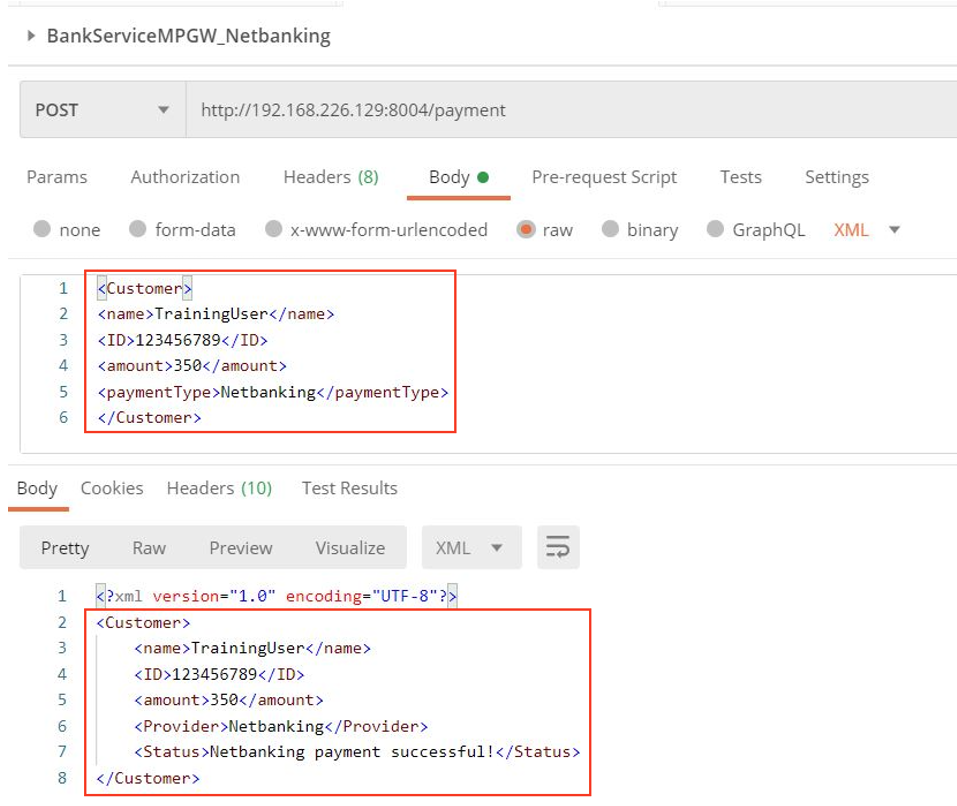 BankServiceMPGW_Netbanking
POST http://192.168.226.129:8004/payment
Params Authorization Headers (8) Body Pre-request Script Tests Settings
none form-data x-www-form-urlencoded raw binary GraphQL XML
1 <Customer>
2 <name>TrainingUser</name>
3 <ID>123456789</ID>
4 <amount>350</amount>
5 <paymentType>Netbanking</paymentType>
6 </Customer>
Body Cookies Headers (10) Test Results
Pretty Raw Preview Visualize XML
1 <?xml version="1.0" encoding="UTF-8"?>
2 <Customer>
3 <name>TrainingUser</name>
4 <ID>123456789</ID>
5 <amount>350</amount>
6 <Provider>Netbanking</Provider>
7 <Status>Netbanking payment successful!</Status>
8 </Customer>